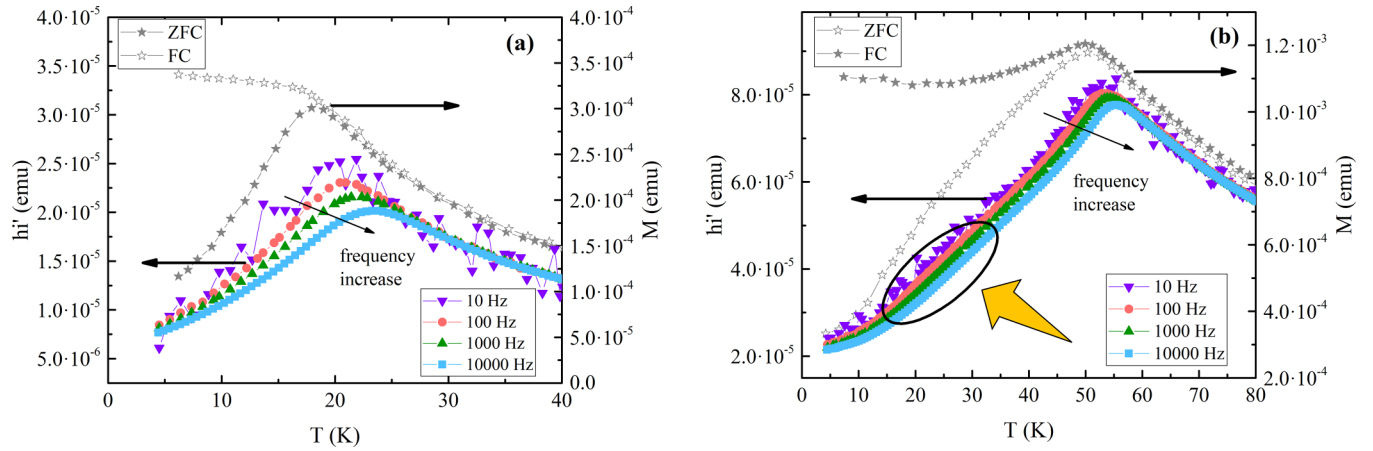 4.0·10⁻⁵
3.5·10⁻⁵
3.0·10⁻⁵
2.5·10⁻⁵
2.0·10⁻⁵
1.5·10⁻⁵
1.0·10⁻⁵
5.0·10⁻⁶
hi' (emu)
ZFC
FC
(a)
frequency
increase
10 Hz
100 Hz
1000 Hz
10000 Hz
4.0·10⁻⁴
3.5·10⁻⁴
3.0·10⁻⁴
2.5·10⁻⁴
2.0·10⁻⁴
1.5·10⁻⁴
1.0·10⁻⁴
5.0·10⁻⁵
0.0
M (emu)
0 10 20 30 40
T (K)
8.0·10⁻⁵
6.0·10⁻⁵
4.0·10⁻⁵
2.0·10⁻⁵
hi' (emu)
ZFC
FC
(b)
frequency
increase
10 Hz
100 Hz
1000 Hz
10000 Hz
1.2·10⁻³
1.0·10⁻³
8.0·10⁻⁴
6.0·10⁻⁴
4.0·10⁻⁴
2.0·10⁻⁴
M (emu)
0 10 20 30 40 50 60 70 80
T (K)